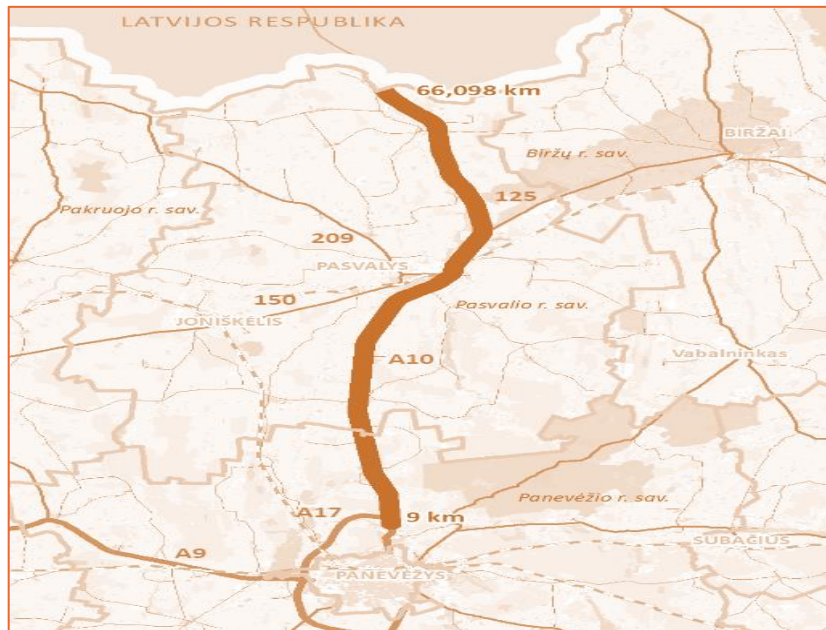 LATVIJOS RESPUBLIKA
66,098 km
BIRŽAI
Biržų r. sav.
125
Pakruojo r. sav.
209
PASVALYS
150
Pasvalio r. sav.
JONIŠKĖLIS
A10
Vabalninkas
Panevėžio r. sav.
A17
9 km
SUBAČIUS
A9
PANEVĖŽYS